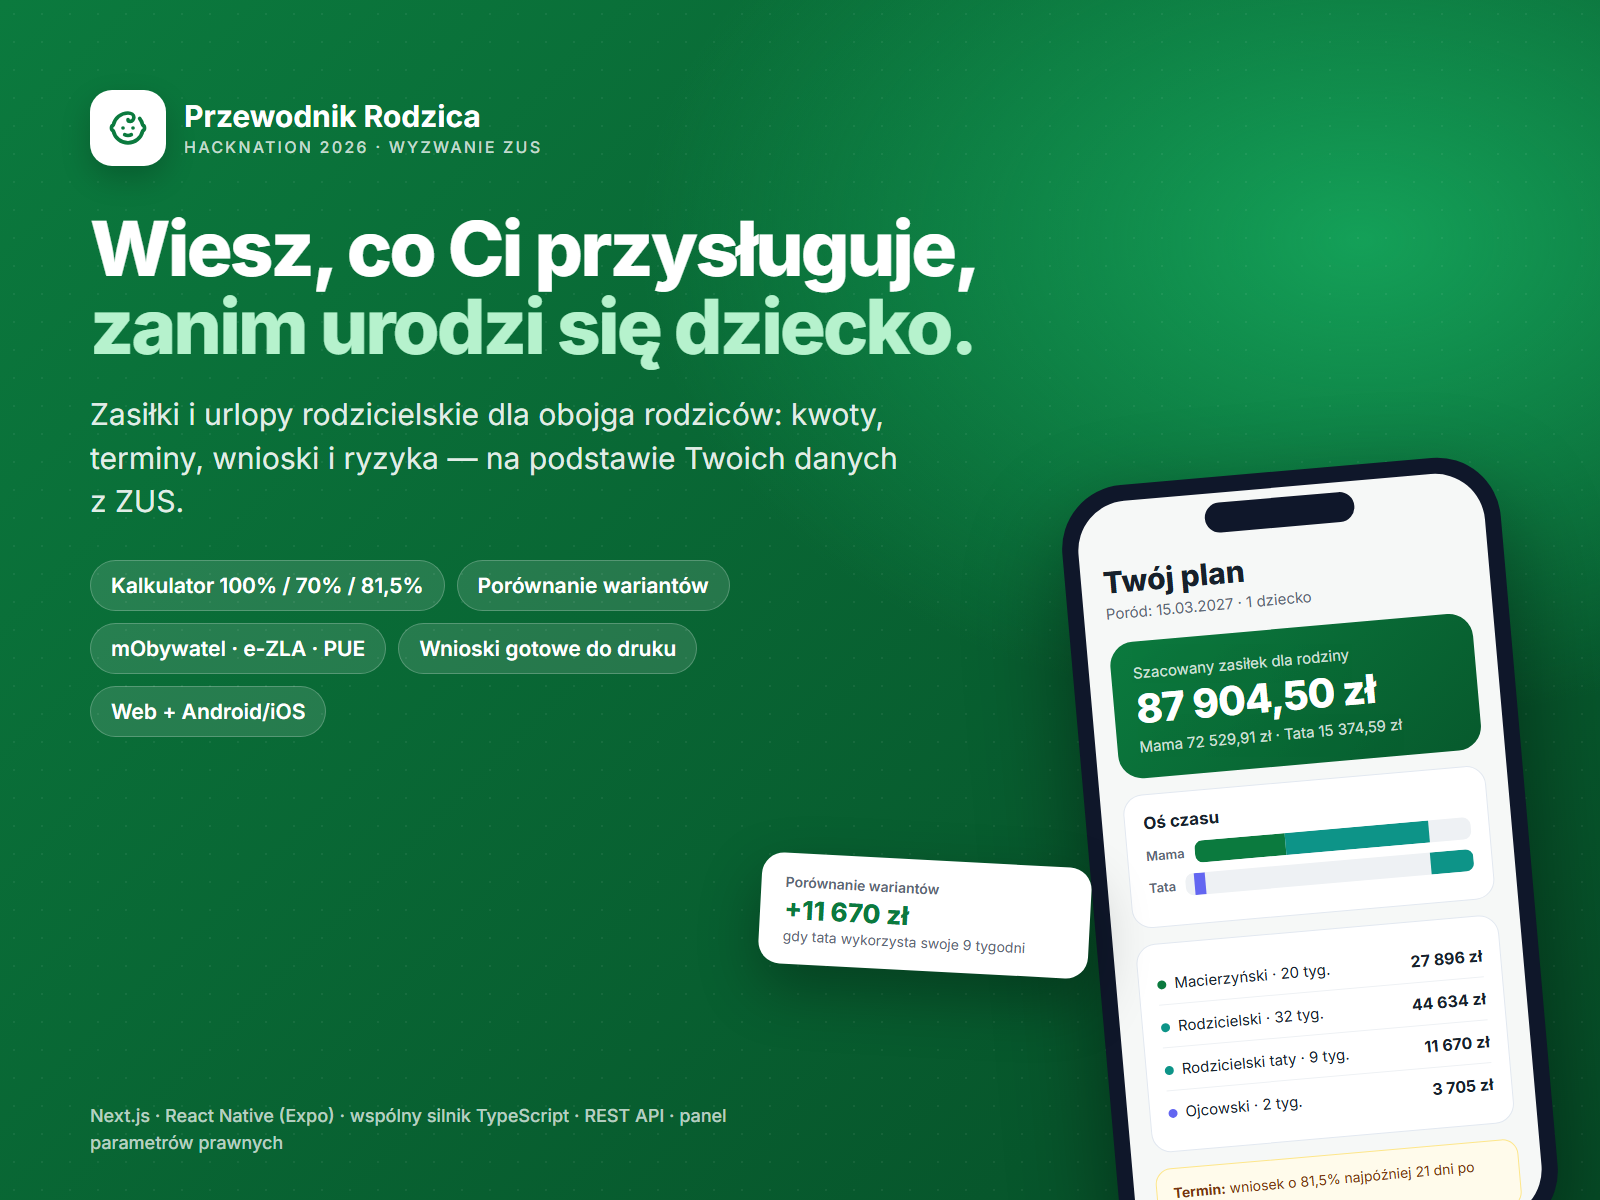 Przewodnik Rodzica
HACKNATION 2026 · WYZWANIE ZUS
Wiesz, co Ci przysługuje,
zanim urodzi się dziecko.
Zasiłki i urlopy rodzicielskie dla obojga rodziców: kwoty,
terminy, wnioski i ryzyka — na podstawie Twoich danych
z ZUS.
Kalkulator 100% / 70% / 81,5%
Porównanie wariantów
mObywatel · e-ZLA · PUE
Wnioski gotowe do druku
Web + Android/iOS
Twój plan
Poród: 15.03.2027 · 1 dziecko
Szacowany zasiłek dla rodziny
87 904,50 zł
Mama 72 529,91 zł · Tata 15 374,59 zł
Oś czasu
Mama
Tata
Porównanie wariantów
+11 670 zł
gdy tata wykorzysta swoje 9 tygodni
Macierzyński · 20 tyg. 27 896 zł
Rodzicielski · 32 tyg. 44 634 zł
Rodzicielski taty · 9 tyg. 11 670 zł
Ojcowski · 2 tyg. 3 705 zł
Termin: wniosek o 81,5% najpóźniej 21 dni po
Next.js · React Native (Expo) · wspólny silnik TypeScript · REST API · panel
parametrów prawnych